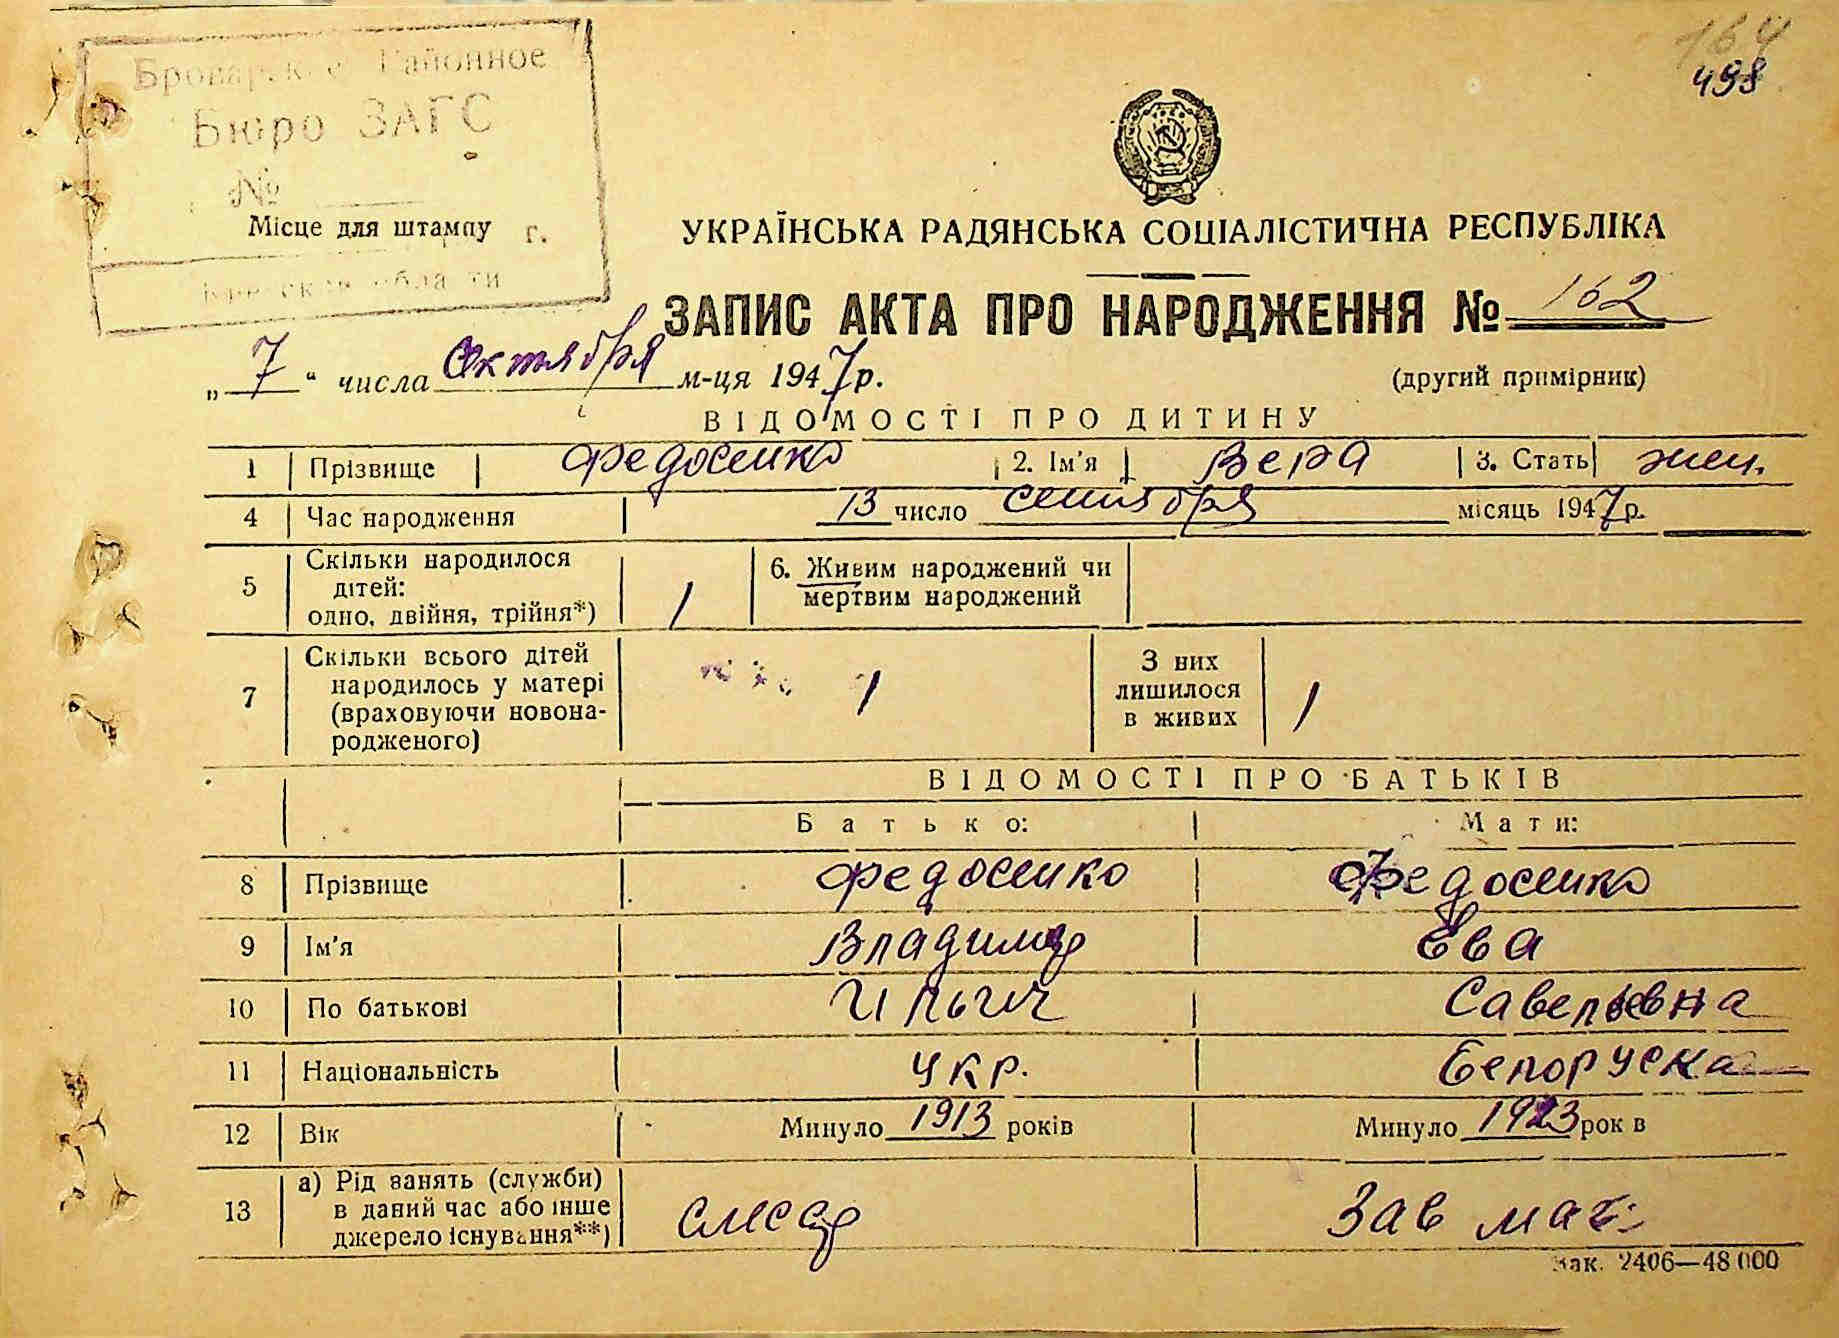 164
498
Броварское Районное
Бюро ЗАГС
№
Місце для штампу г.
Киевской области
УКРАЇНСЬКА РАДЯНСЬКА СОЦІАЛІСТИЧНА РЕСПУБЛІКА
ЗАПИС АКТА ПРО НАРОДЖЕННЯ № 162
„7“ числа Октября м-ця 1947р.
(другий примірник)
ВІДОМОСТІ ПРО ДИТИНУ
1 Прізвище Федосенко 2. Ім'я Вера 3. Стать жен.
4 Час народження 13 число сентября місяць 1947р.
5 Скільки народилося дітей: одно, двійня, трійня*) 1 6. Живим народжений чи мертвим народжений
7 Скільки всього дітей народилось у матері (враховуючи новонародженого) 1 З них лишилося в живих 1
ВІДОМОСТІ ПРО БАТЬКІВ
Батько: Мати:
8 Прізвище Федосенко Федосенко
9 Ім'я Владимир Ева
10 По батькові Ильич Савельевна
11 Національність Укр. Белоруска
12 Вік Минуло 1913 років Минуло 1923 рок в
13 а) Рід занять (служби) в даний час або інше джерело існування**) слесар Зав маг.
Зак. 2406—48 000